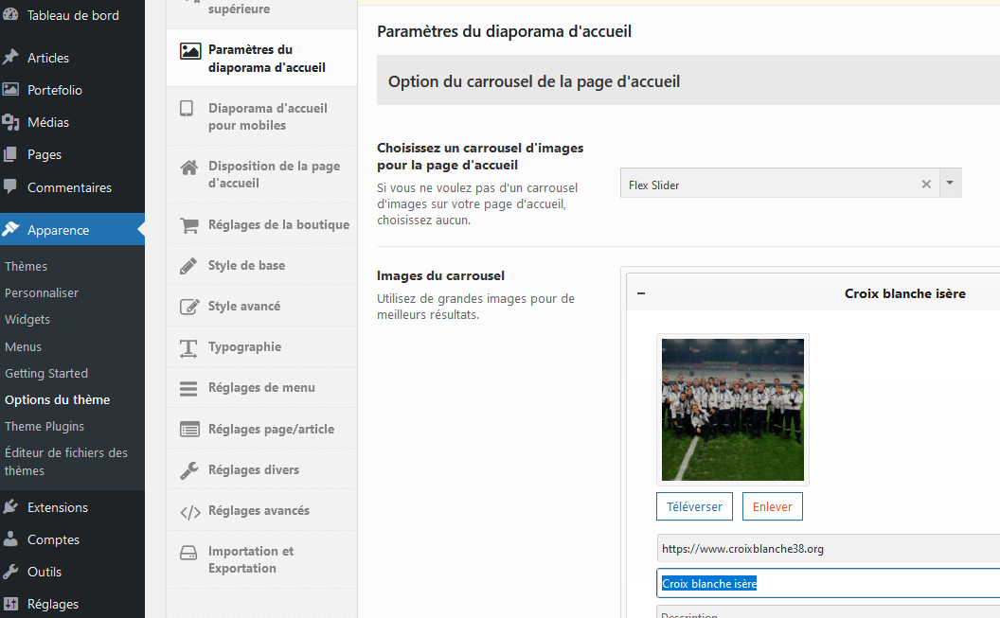 Tableau de bord
Articles
Portefolio
Médias
Pages
Commentaires
Apparence
Thèmes
Personnaliser
Widgets
Menus
Getting Started
Options du thème
Theme Plugins
Éditeur de fichiers des
thèmes
Extensions
Comptes
Outils
Réglages
supérieure
Paramètres du
diaporama d'accueil
Diaporama d'accueil
pour mobiles
Disposition de la page
d'accueil
Réglages de la boutique
Style de base
Style avancé
Typographie
Réglages de menu
Réglages page/article
Réglages divers
Réglages avancés
Importation et
Exportation
Paramètres du diaporama d'accueil
Option du carrousel de la page d'accueil
Choisissez un carrousel d'images
pour la page d'accueil
Si vous ne voulez pas d'un carrousel
d'images sur votre page d'accueil,
choisissez aucun.
Flex Slider
Images du carrousel
Utilisez de grandes images pour de
meilleurs résultats.
Croix blanche isère
Téléverser
Enlever
https://www.croixblanche38.org
Croix blanche isère
Description